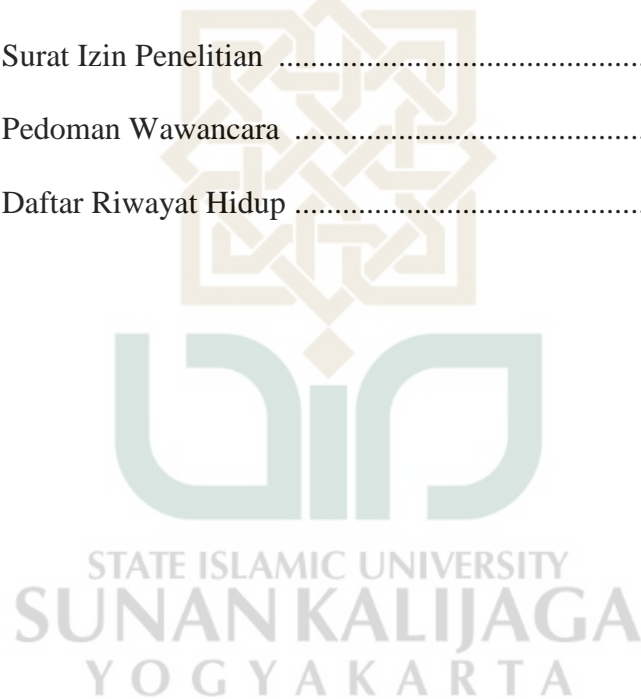 Surat Izin Penelitian ..............................................
Pedoman Wawancara ............................................
Daftar Riwayat Hidup ............................................
STATE ISLAMIC UNIVERSITY
SUNAN KALIJAGA
YOGYAKARTA